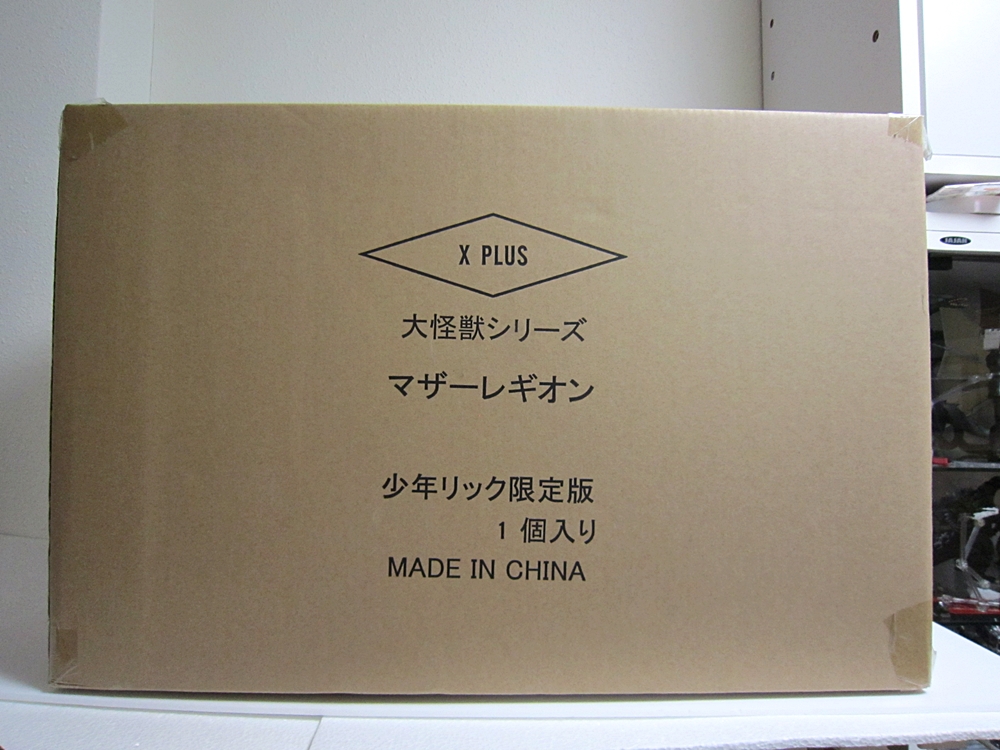 X PLUS
大怪獣シリーズ
マザーレギオン
少年リック限定版
1 個入り
MADE IN CHINA